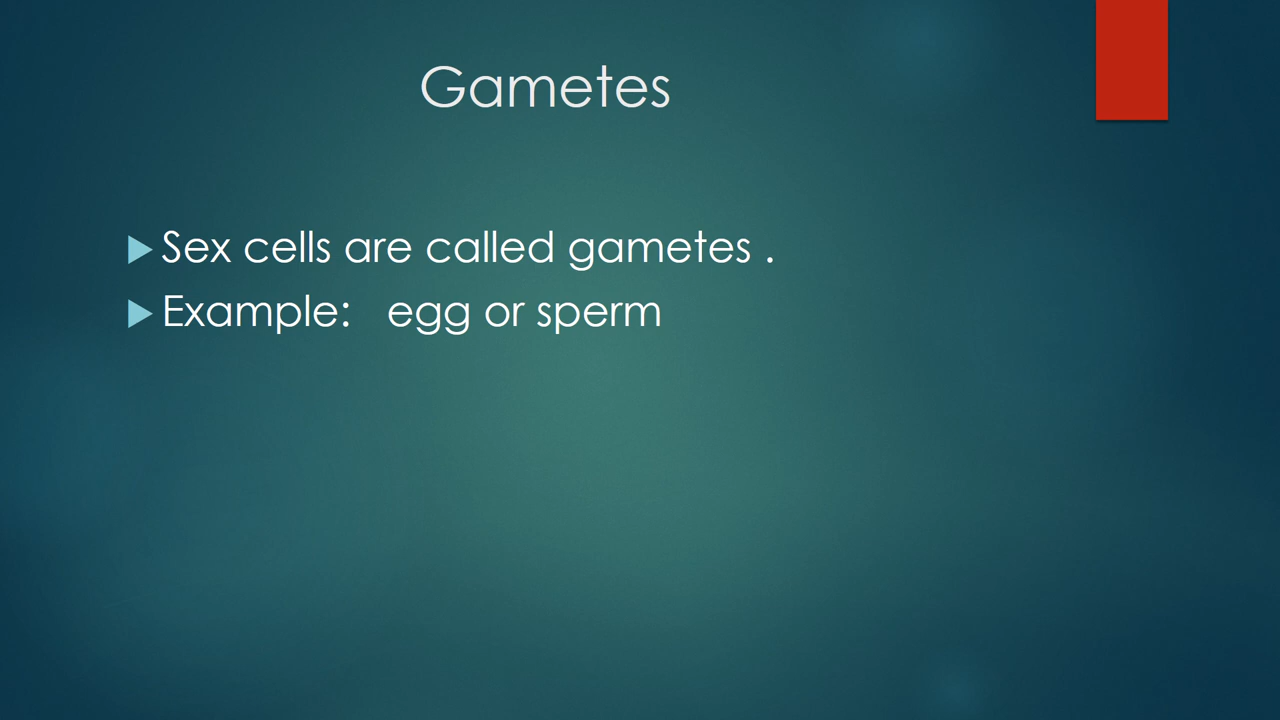 Gametes
Sex cells are called gametes .
Example:   egg or sperm